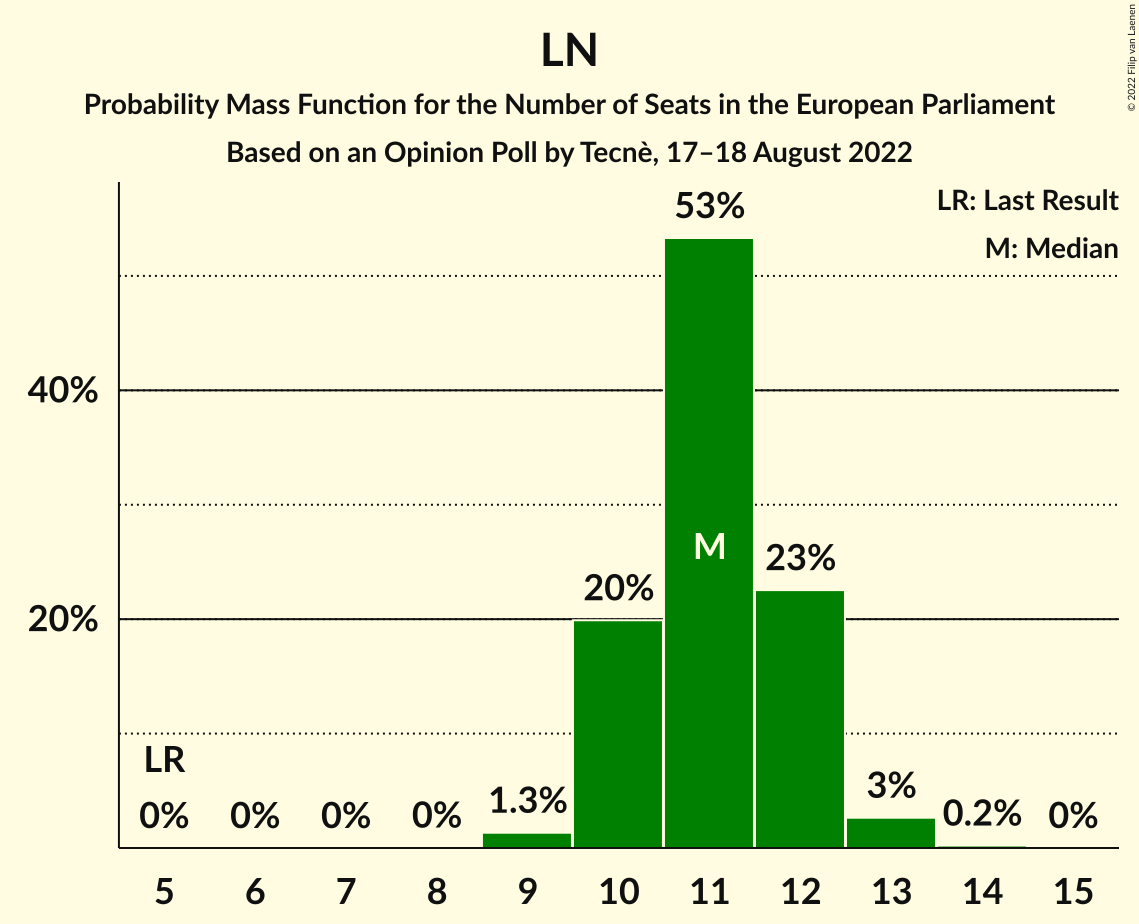 LN
Probability Mass Function for the Number of Seats in the European Parliament
Based on an Opinion Poll by Tecnè, 17–18 August 2022
© 2022 Filip van Laenen
LR: Last Result
M: Median
53%
40%
M
23%
20%
20%
LR
0%
0%
0%
0%
1.3%
3%
0.2%
0%
5 6 7 8 9 10 11 12 13 14 15